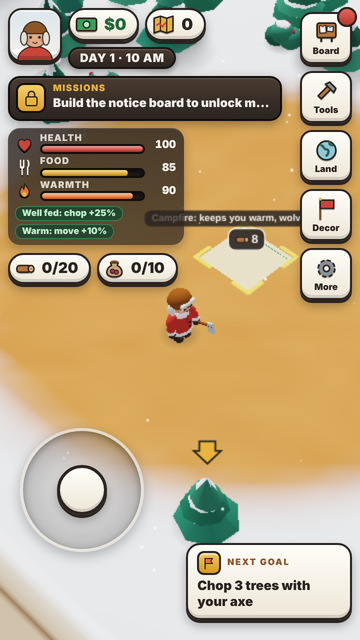 $0
0
Board
DAY 1 · 10 AM
MISSIONS
Build the notice board to unlock m...
Tools
HEALTH
100
FOOD
85
WARMTH
90
Well fed: chop +25%
Warm: move +10%
Land
Campfire: keeps you warm, wolv
8
Decor
0/20
0/10
More
NEXT GOAL
Chop 3 trees with
your axe